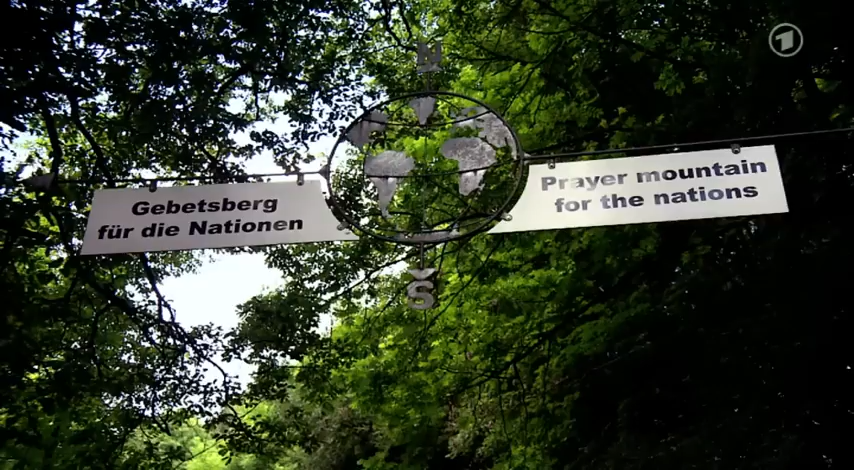 1
N
Gebetsberg
für die Nationen
Prayer mountain
for the nations
S